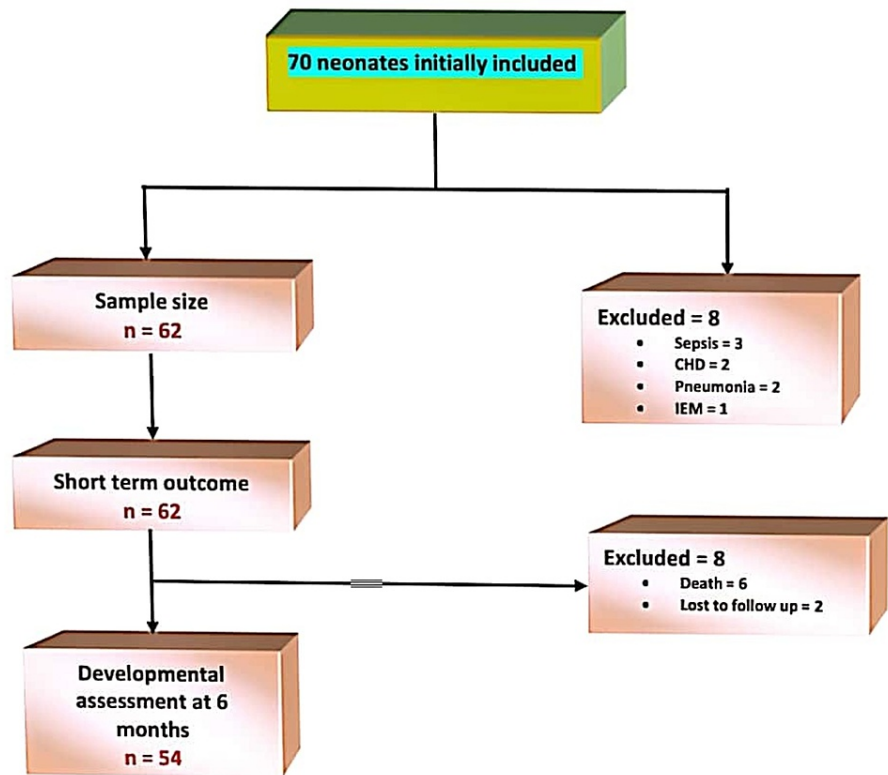 70 neonates initially included
Sample size
n = 62
Excluded = 8
• Sepsis = 3
• CHD = 2
• Pneumonia = 2
• IEM = 1
Short term outcome
n = 62
Excluded = 8
• Death = 6
• Lost to follow up = 2
Developmental
assessment at 6
months
n = 54